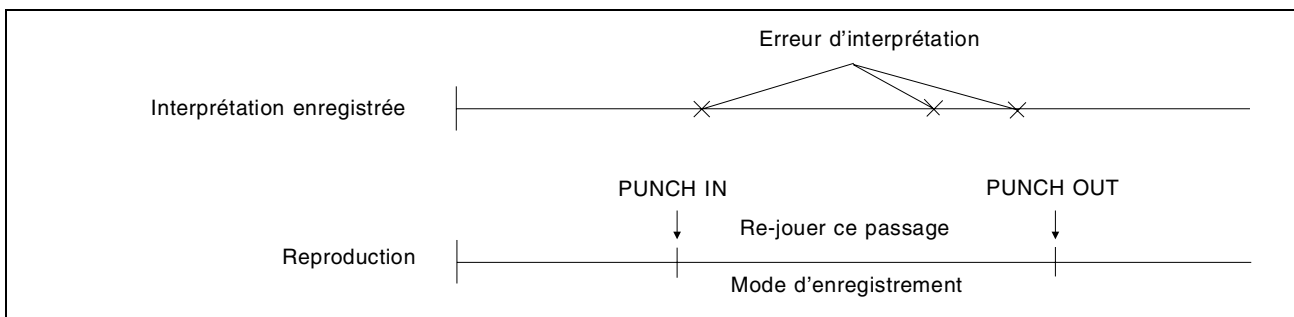 Erreur d'interprétation
Interprétation enregistrée
PUNCH IN
PUNCH OUT
Re-jouer ce passage
Reproduction
Mode d'enregistrement